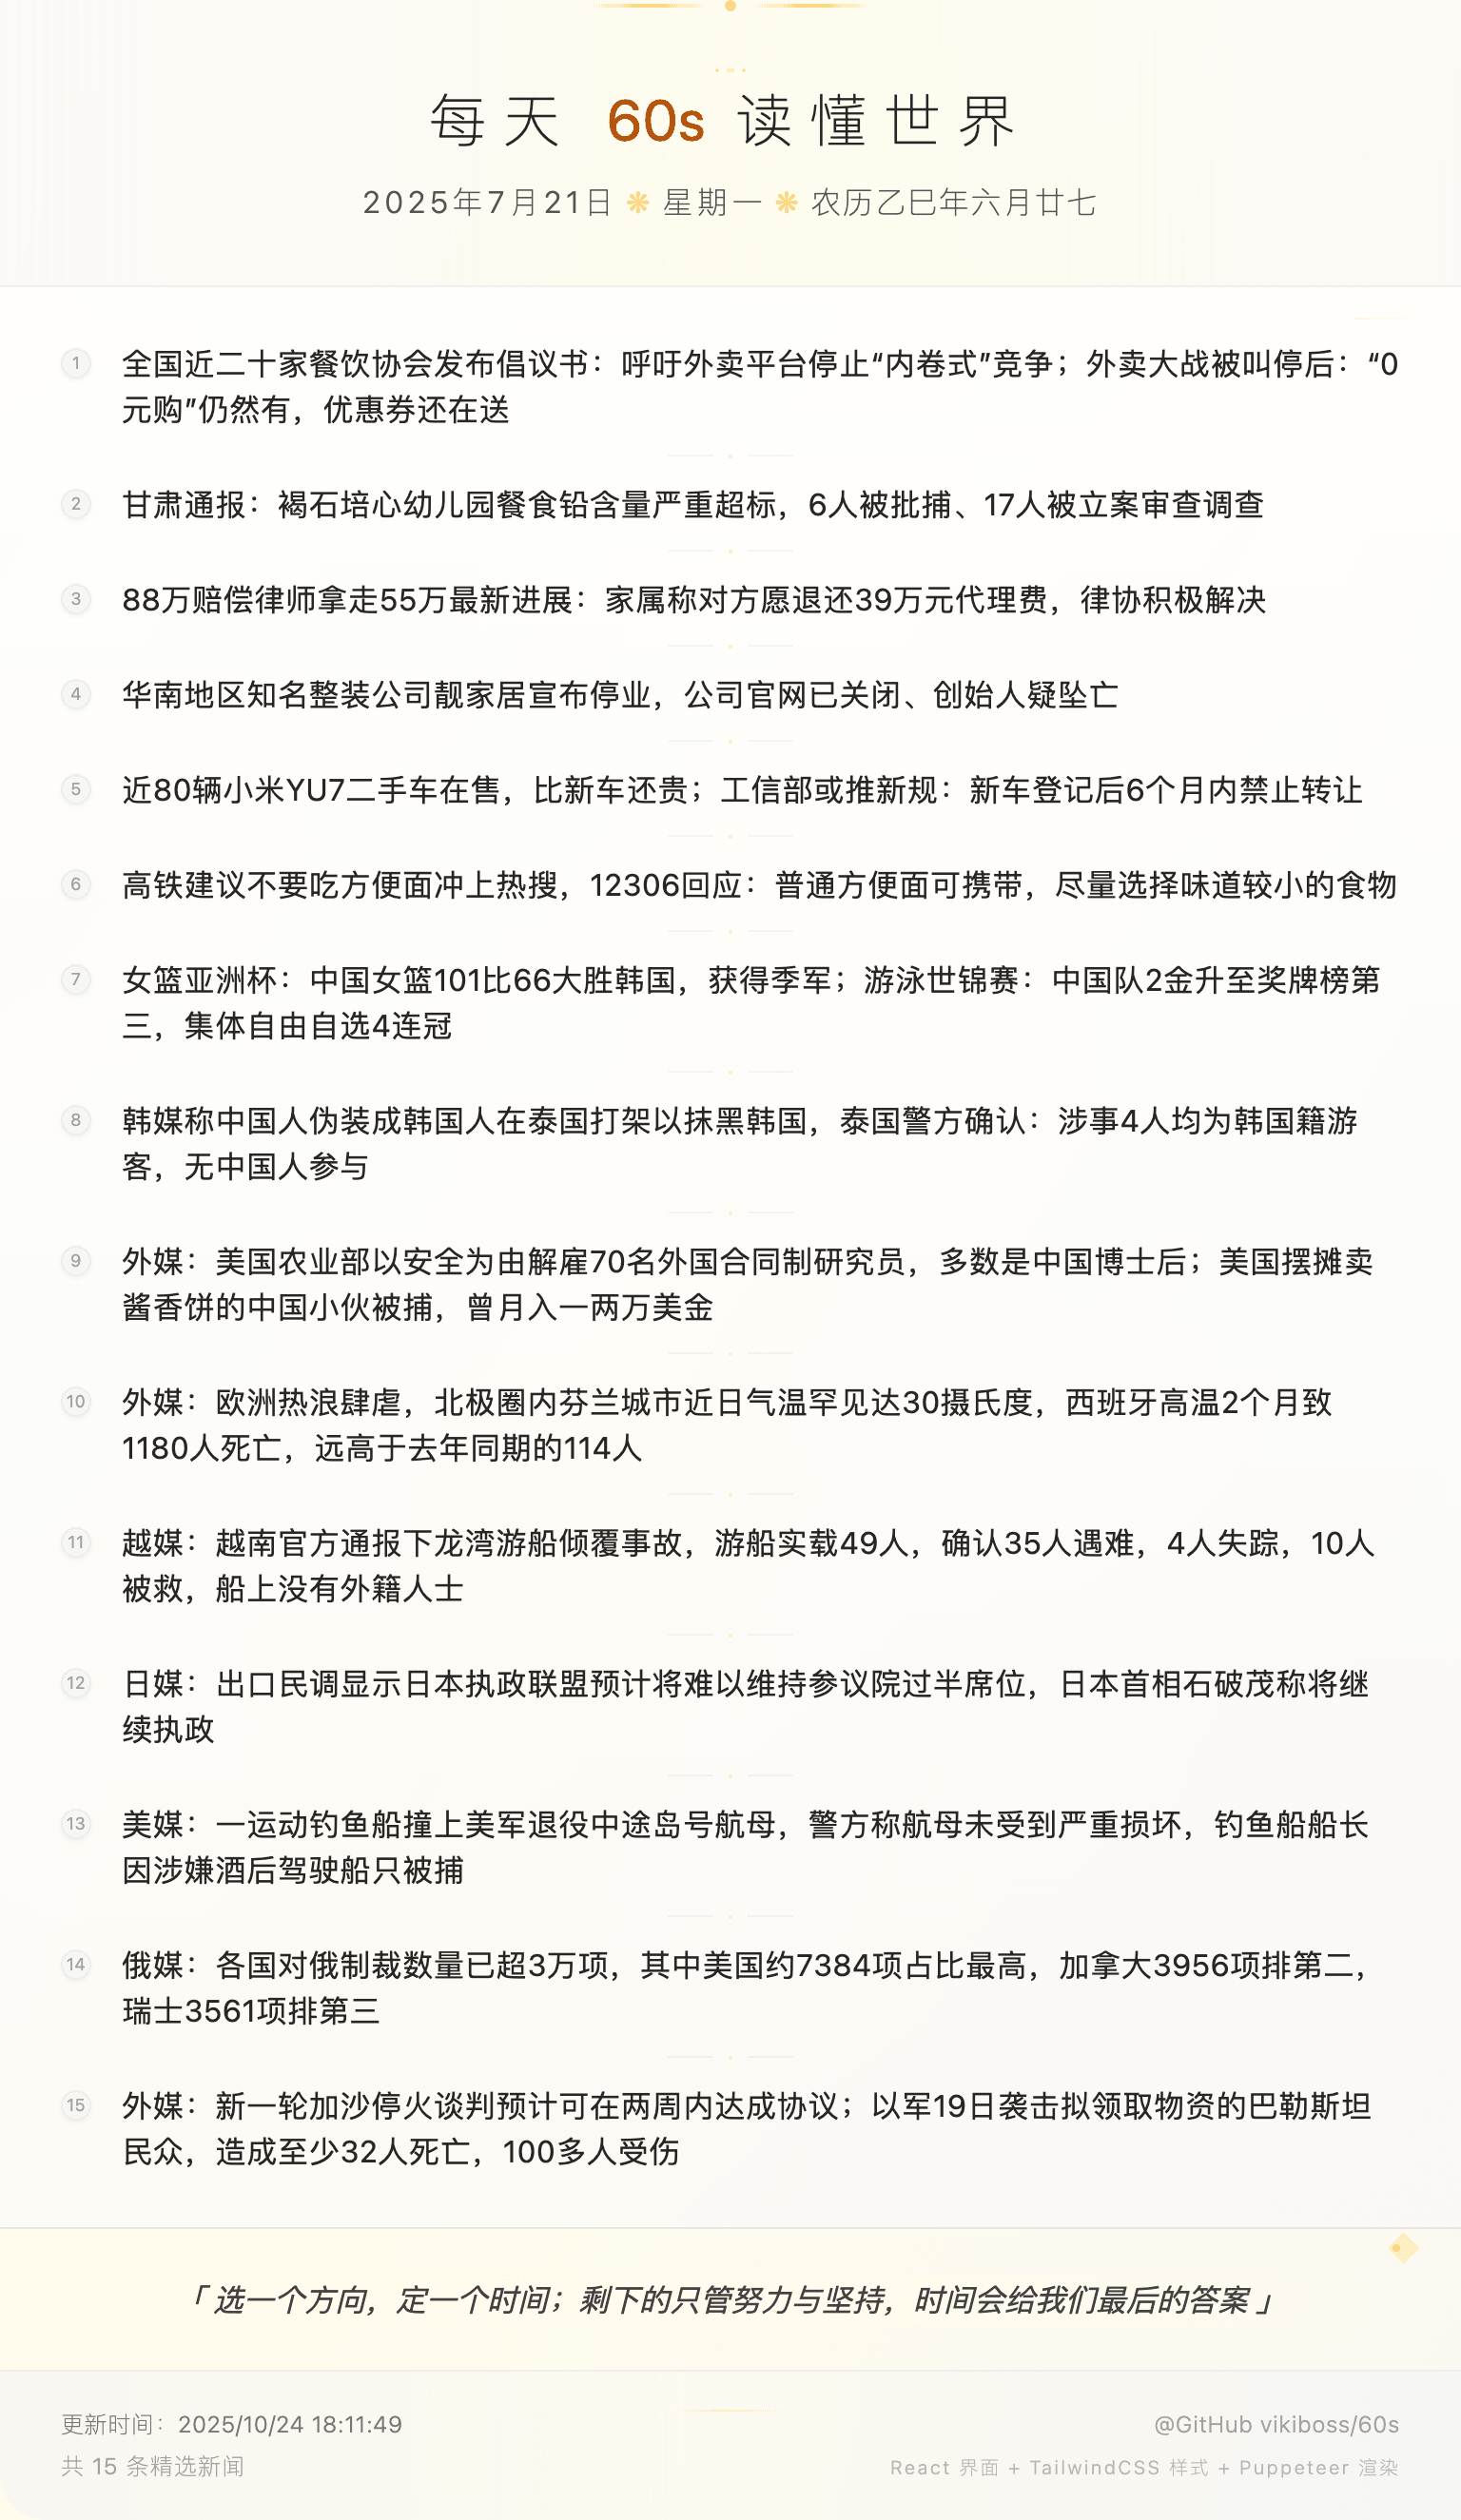 每天 60s 读懂世界
2025年7月21日 ❋ 星期一 ❋ 农历乙巳年六月廿七
1 全国近二十家餐饮协会发布倡议书：呼吁外卖平台停止“内卷式”竞争；外卖大战被叫停后：“0
元购”仍然有，优惠券还在送
2 甘肃通报：褐石培心幼儿园餐食铅含量严重超标，6人被批捕、17人被立案审查调查
3 88万赔偿律师拿走55万最新进展：家属称对方愿退还39万元代理费，律协积极解决
4 华南地区知名整装公司靓家居宣布停业，公司官网已关闭、创始人疑坠亡
5 近80辆小米YU7二手车在售，比新车还贵；工信部或推新规：新车登记后6个月内禁止转让
6 高铁建议不要吃方便面冲上热搜，12306回应：普通方便面可携带，尽量选择味道较小的食物
7 女篮亚洲杯：中国女篮101比66大胜韩国，获得季军；游泳世锦赛：中国队2金升至奖牌榜第
三，集体自由自选4连冠
8 韩媒称中国人伪装成韩国人在泰国打架以抹黑韩国，泰国警方确认：涉事4人均为韩国籍游
客，无中国人参与
9 外媒：美国农业部以安全为由解雇70名外国合同制研究员，多数是中国博士后；美国摆摊卖
酱香饼的中国小伙被捕，曾月入一两万美金
10 外媒：欧洲热浪肆虐，北极圈内芬兰城市近日气温罕见达30摄氏度，西班牙高温2个月致
1180人死亡，远高于去年同期的114人
11 越媒：越南官方通报下龙湾游船倾覆事故，游船实载49人，确认35人遇难，4人失踪，10人
被救，船上没有外籍人士
12 日媒：出口民调显示日本执政联盟预计将难以维持参议院过半席位，日本首相石破茂称将继
续执政
13 美媒：一运动钓鱼船撞上美军退役中途岛号航母，警方称航母未受到严重损坏，钓鱼船船长
因涉嫌酒后驾驶船只被捕
14 俄媒：各国对俄制裁数量已超3万项，其中美国约7384项占比最高，加拿大3956项排第二，
瑞士3561项排第三
15 外媒：新一轮加沙停火谈判预计可在两周内达成协议；以军19日袭击拟领取物资的巴勒斯坦
民众，造成至少32人死亡，100多人受伤
「 选一个方向，定一个时间；剩下的只管努力与坚持，时间会给我们最后的答案 」
更新时间：2025/10/24 18:11:49
@GitHub vikiboss/60s
共 15 条精选新闻
React 界面 + TailwindCSS 样式 + Puppeteer 渲染